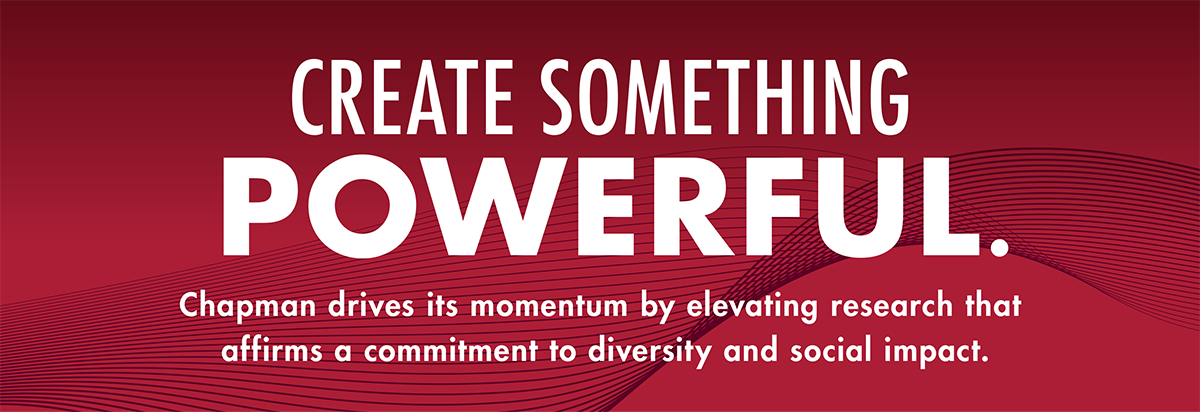 CREATE SOMETHING
POWERFUL.
Chapman drives its momentum by elevating research that
affirms a commitment to diversity and social impact.